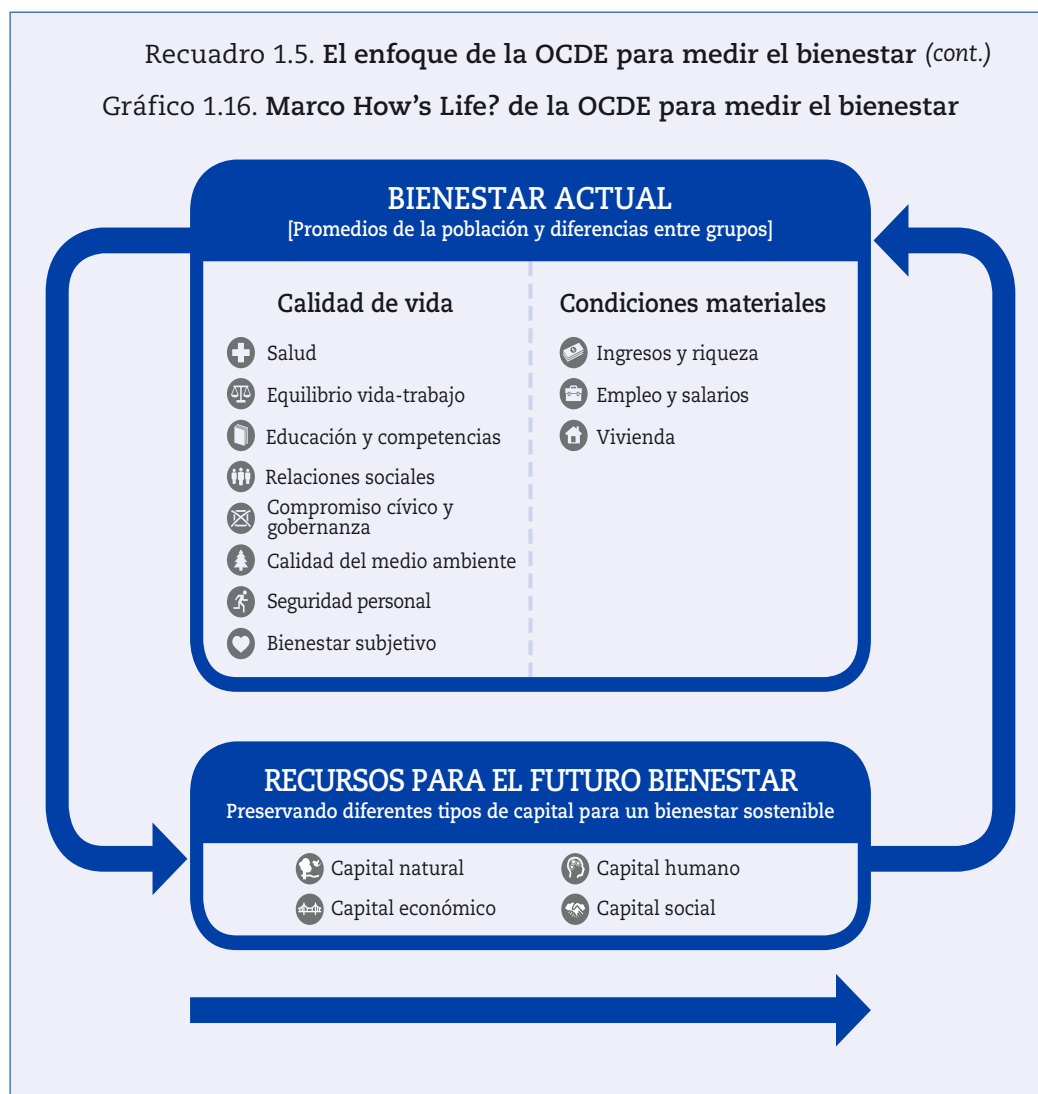 Recuadro 1.5. El enfoque de la OCDE para medir el bienestar (cont.)
Gráfico 1.16. Marco How's Life? de la OCDE para medir el bienestar
BIENESTAR ACTUAL
[Promedios de la población y diferencias entre grupos]
Calidad de vida
Salud
Equilibrio vida-trabajo
Educación y competencias
Relaciones sociales
Compromiso cívico y
gobernanza
Calidad del medio ambiente
Seguridad personal
Bienestar subjetivo
Condiciones materiales
Ingresos y riqueza
Empleo y salarios
Vivienda
RECURSOS PARA EL FUTURO BIENESTAR
Preservando diferentes tipos de capital para un bienestar sostenible
Capital natural
Capital humano
Capital económico
Capital social